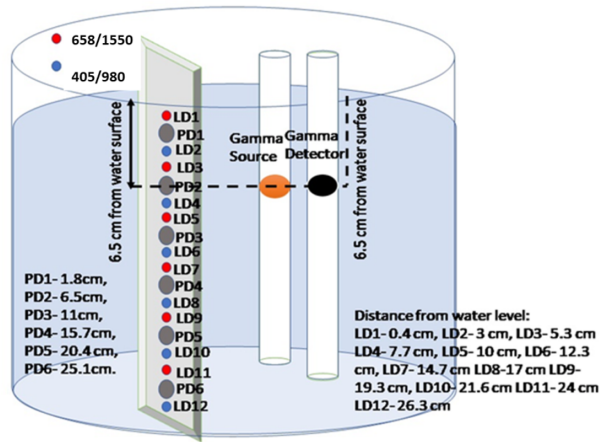 658/1550
405/980
LD1
PD1
LD2
LD3
PD2
LD4
LD5
PD3
LD6
LD7
PD4
LD8
LD9
PD5
LD10
LD11
PD6
LD12
Gamma
Source
Gamma
Detectorl
6.5 cm from water surface
6.5 cm from water surface
PD1- 1.8cm,
PD2- 6.5cm,
PD3- 11cm,
PD4- 15.7cm,
PD5- 20.4 cm,
PD6- 25.1cm.
Distance from water level:
LD1- 0.4 cm, LD2- 3 cm, LD3- 5.3 cm
LD4- 7.7 cm, LD5- 10 cm, LD6- 12.3
cm, LD7- 14.7 cm LD8-17 cm LD9-
19.3 cm, LD10- 21.6 cm LD11- 24 cm
LD12- 26.3 cm